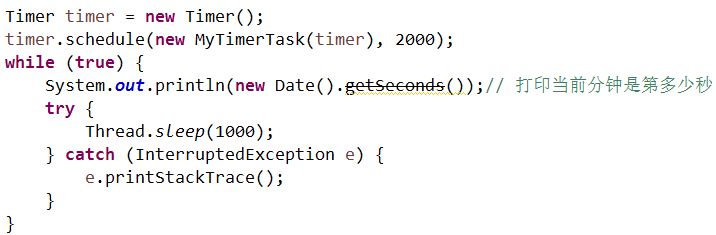 Timer timer = new Timer();
timer.schedule(new MyTimerTask(timer), 2000);
while (true) {
    System.out.println(new Date().getSeconds());// 打印当前分钟是第多少秒
    try {
        Thread.sleep(1000);
    } catch (InterruptedException e) {
        e.printStackTrace();
    }
}